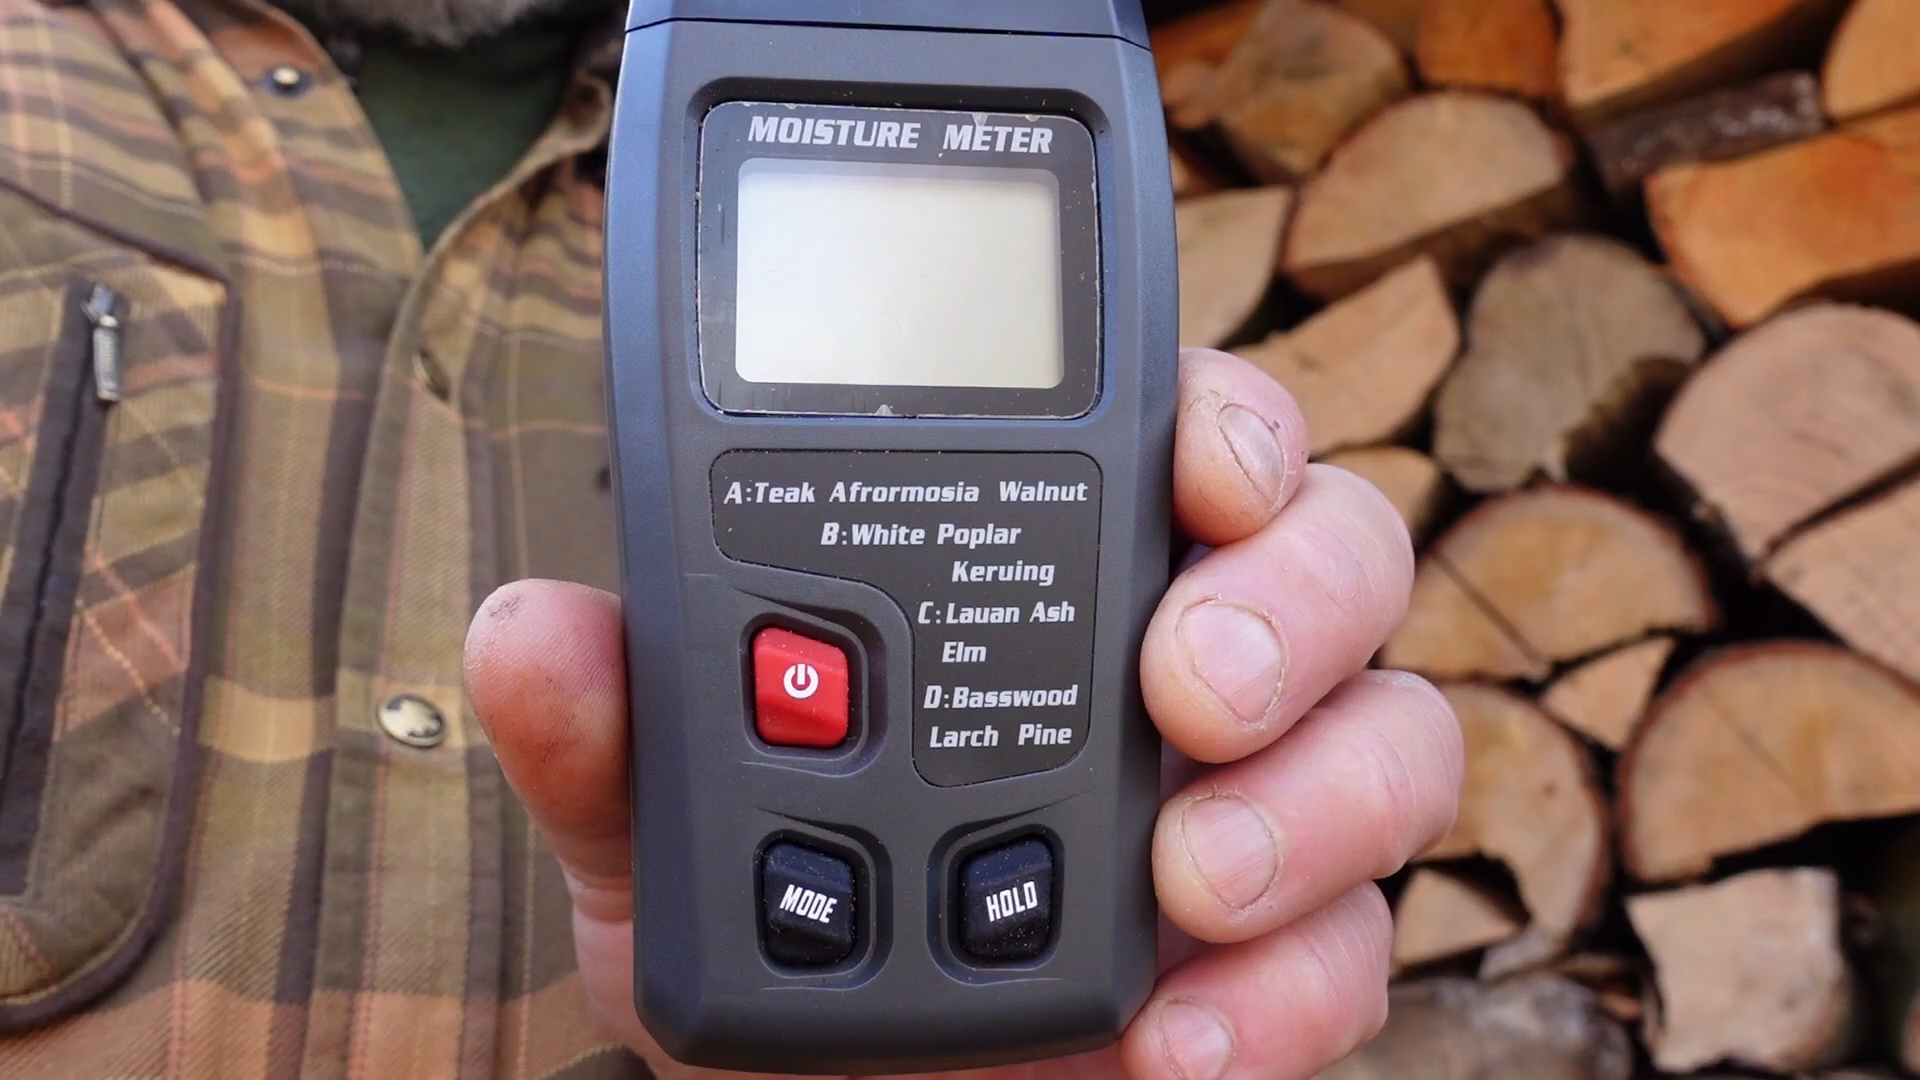 MOISTURE METER
A:Teak Afrormosia Walnut
B:White Poplar
Keruing
C:Lauan Ash
Elm
D:Basswood
Larch Pine
MODE
HOLD